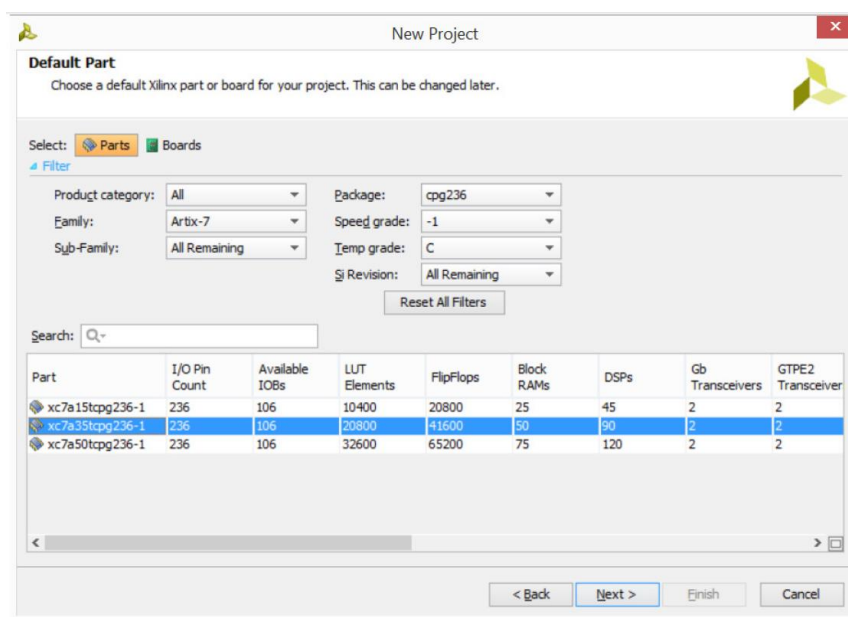 New Project
Default Part
Choose a default Xilinx part or board for your project. This can be changed later.
Select: Parts Boards
Filter
Product category: All Package: cpg236
Family: Artix-7 Speed grade: -1
Sub-Family: All Remaining Temp grade: C
Si Revision: All Remaining
Reset All Filters
Search:
Part I/O Pin Count Available IOBs LUT Elements FlipFlops Block RAMs DSPs Gb Transceivers GTPE2 Transceiver
xc7a15tcpg236-1 236 106 10400 20800 25 45 2 2
xc7a35tcpg236-1 236 106 20800 41600 50 90 2 2
xc7a50tcpg236-1 236 106 32600 65200 75 120 2 2
< Back Next > Finish Cancel